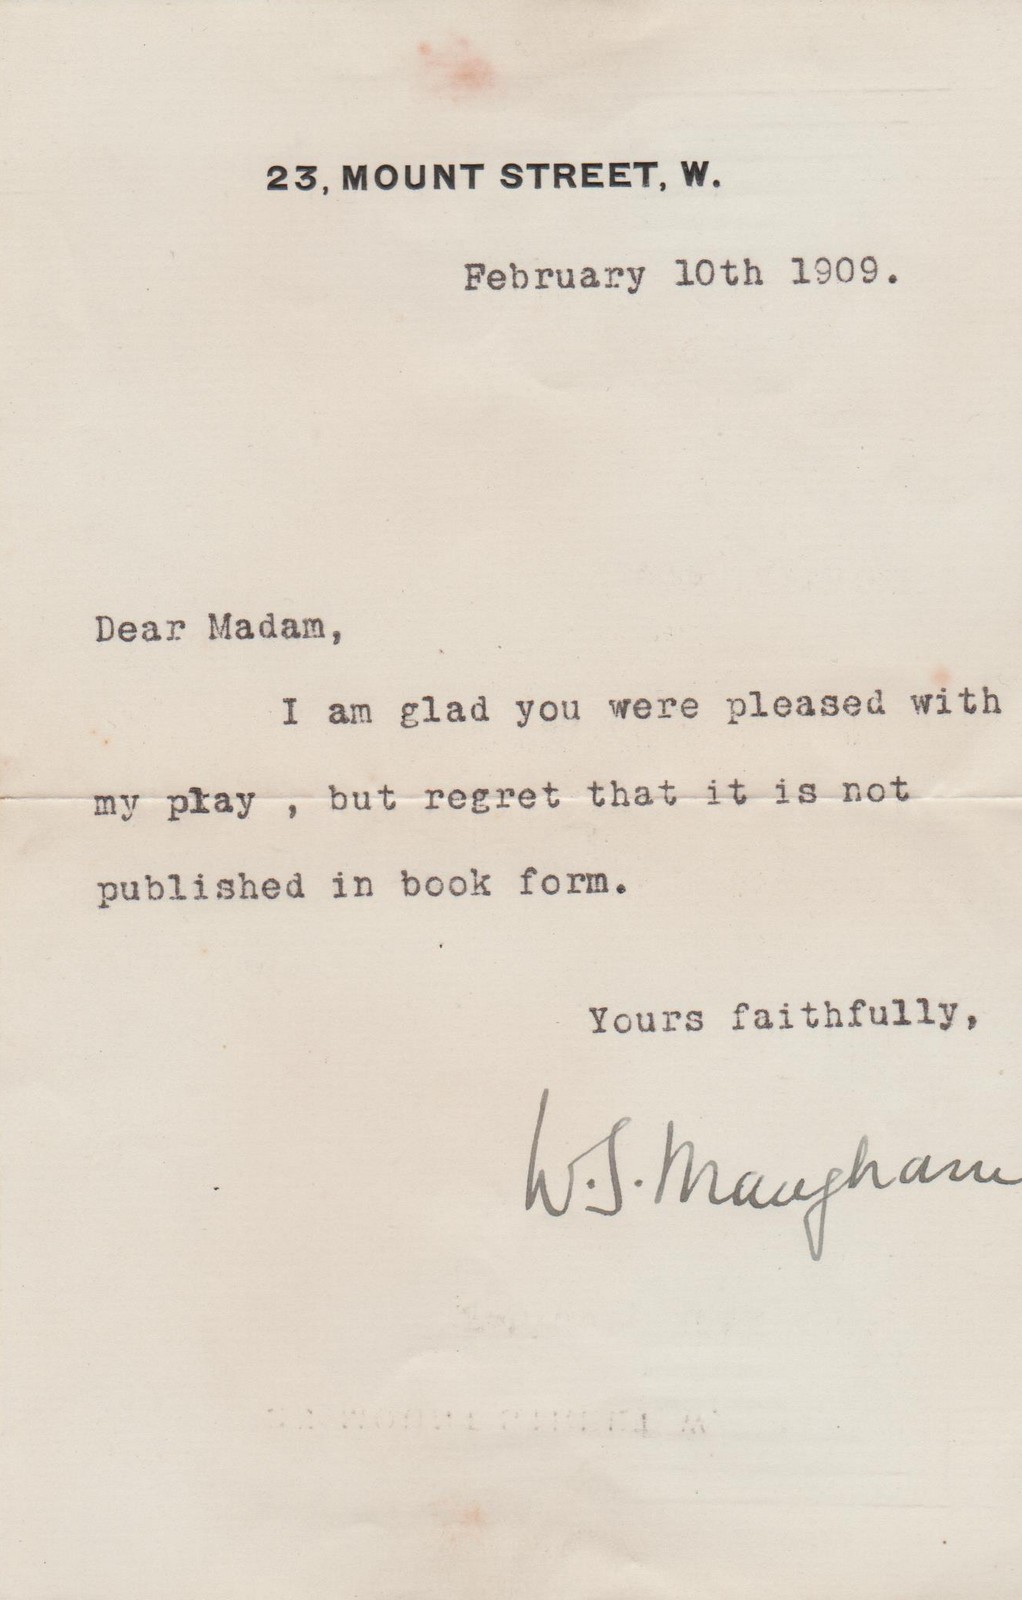 23, MOUNT STREET, W.
February 10th 1909.
Dear Madam,
I am glad you were pleased with
my play , but regret that it is not
published in book form.
Yours faithfully,
W.S. Maugham